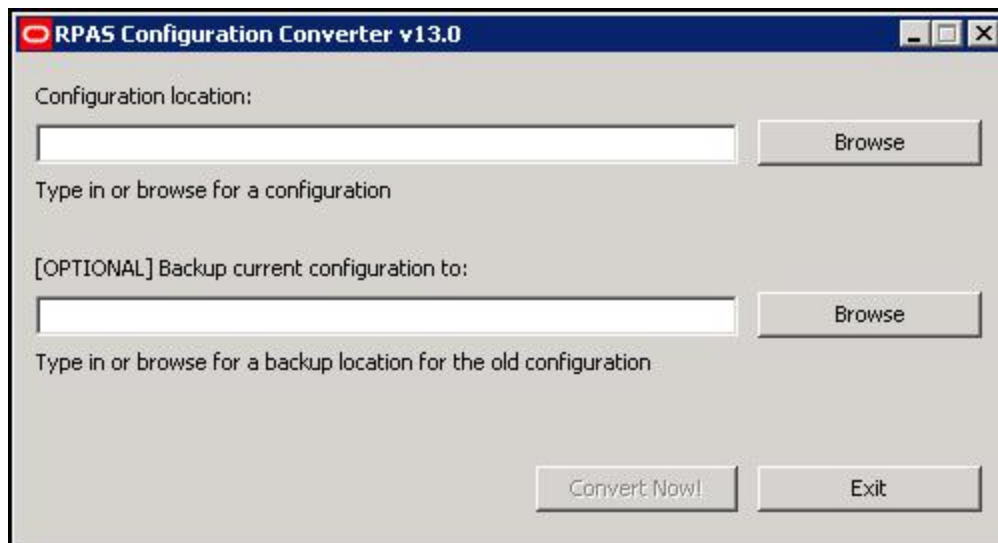 RPAS Configuration Converter v13.0
Configuration location:
Browse
Type in or browse for a configuration
[OPTIONAL] Backup current configuration to:
Browse
Type in or browse for a backup location for the old configuration
Convert Now!
Exit